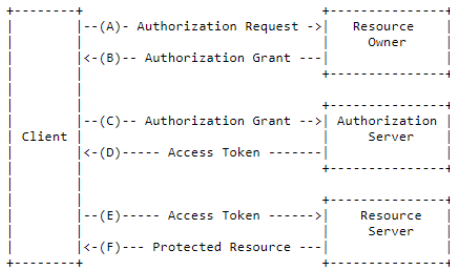 --(A)- Authorization Request -> Resource
Owner
<-(B)-- Authorization Grant ---
--(C)-- Authorization Grant --> Authorization
Client Server
<-(D)----- Access Token -------
--(E)----- Access Token ------> Resource
Server
<-(F)--- Protected Resource ---